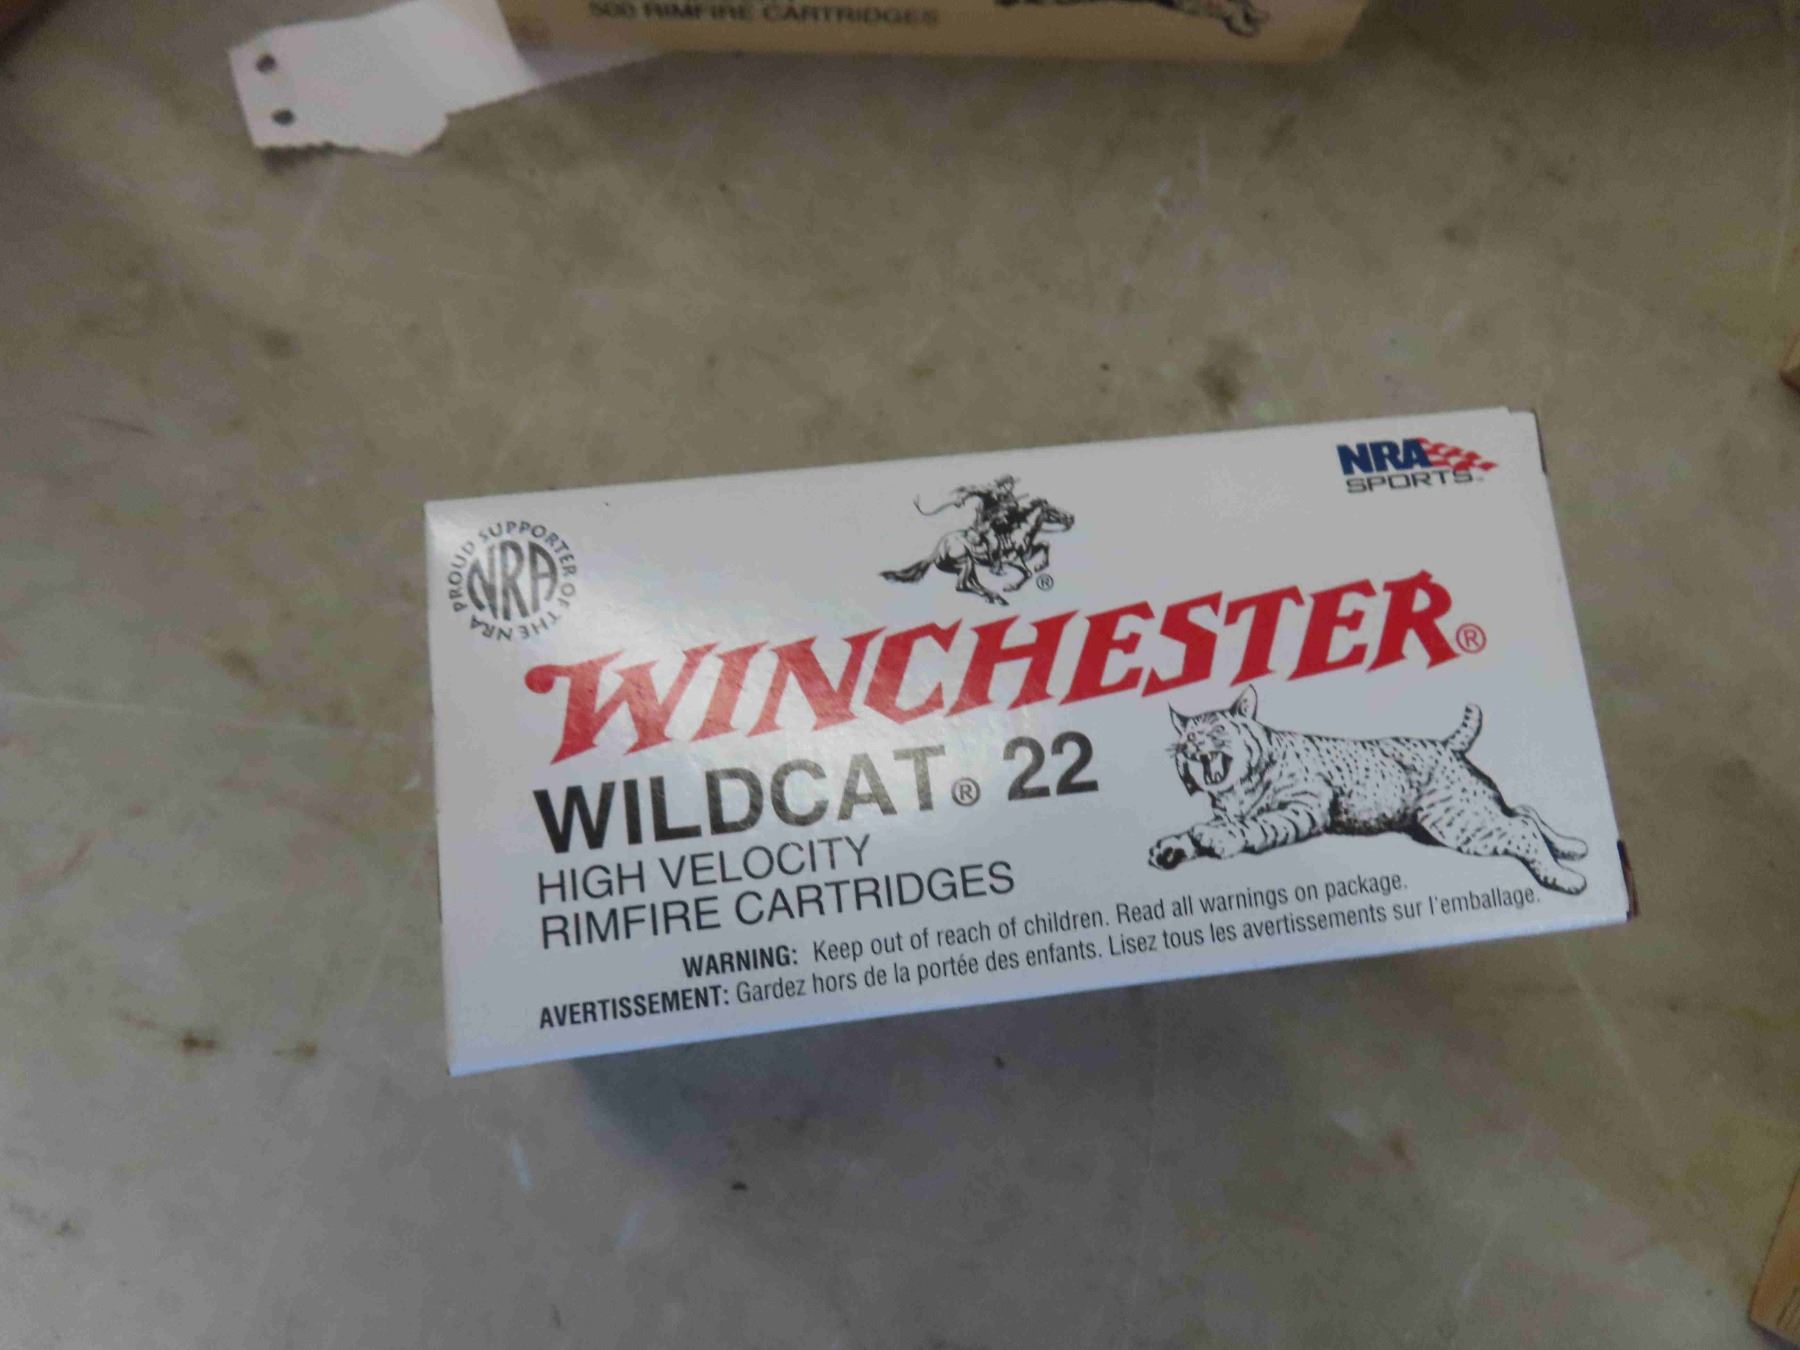 500 RIMFIRE CARTRIDGES
PROUD SUPPORTER OF THE NRA
NRA
NRA
SPORTS™
®
WINCHESTER®
WILDCAT® 22
HIGH VELOCITY
RIMFIRE CARTRIDGES
WARNING: Keep out of reach of children. Read all warnings on package.
AVERTISSEMENT: Gardez hors de la portée des enfants. Lisez tous les avertissements sur l'emballage.